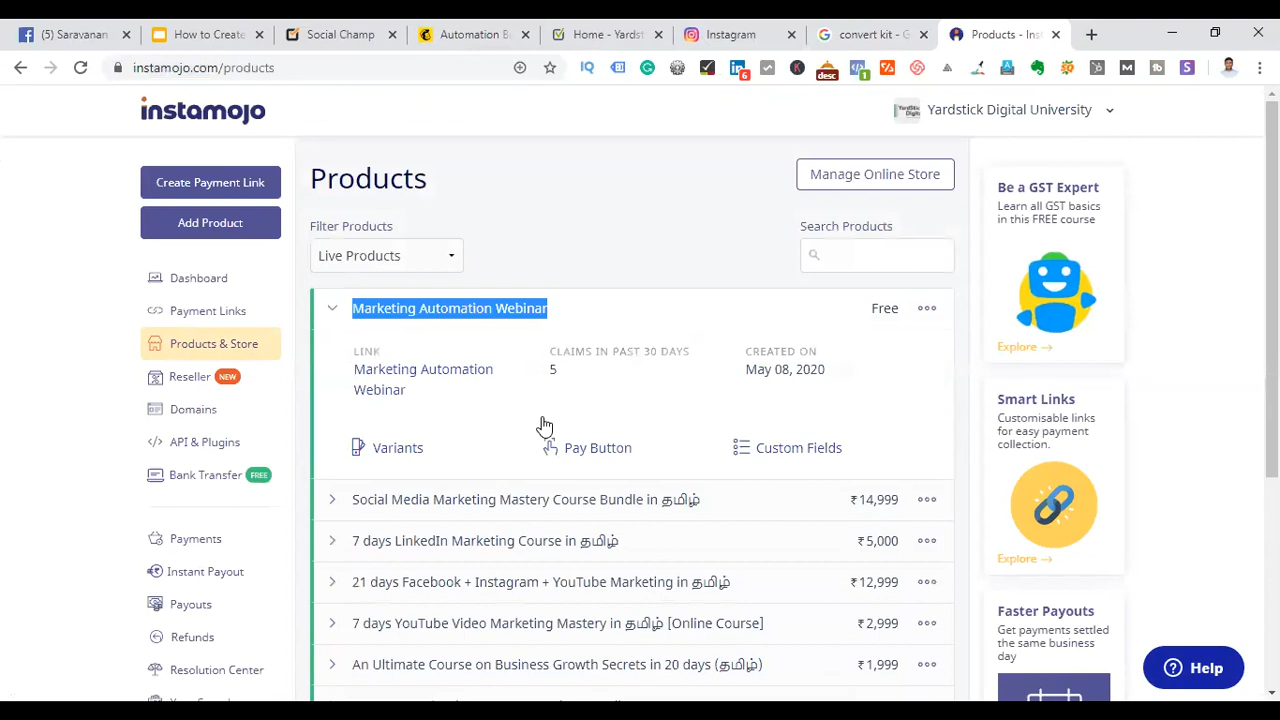 (5) Saravanan
How to Create
Social Champ
Automation B
Home - Yardst
Instagram
convert kit - G
Products - Inst
instamojo.com/products
6
desc
1
instamojo
Yardstick Digital University
Create Payment Link
Add Product
Dashboard
Payment Links
Products & Store
Reseller NEW
Domains
API & Plugins
Bank Transfer FREE
Payments
Instant Payout
Payouts
Refunds
Resolution Center
Products
Manage Online Store
Filter Products
Search Products
Live Products
Marketing Automation Webinar Free
LINK CLAIMS IN PAST 30 DAYS CREATED ON
Marketing Automation 5 May 08, 2020
Webinar
Variants Pay Button Custom Fields
Social Media Marketing Mastery Course Bundle in தமிழ் ₹14,999
7 days LinkedIn Marketing Course in தமிழ் ₹5,000
21 days Facebook + Instagram + YouTube Marketing in தமிழ் ₹12,999
7 days YouTube Video Marketing Mastery in தமிழ் [Online Course] ₹2,999
An Ultimate Course on Business Growth Secrets in 20 days (தமிழ்) ₹1,999
Be a GST Expert
Learn all GST basics
in this FREE course
Explore →
Smart Links
Customisable links
for easy payment
collection.
Explore →
Faster Payouts
Get payments settled
the same business
day
Help